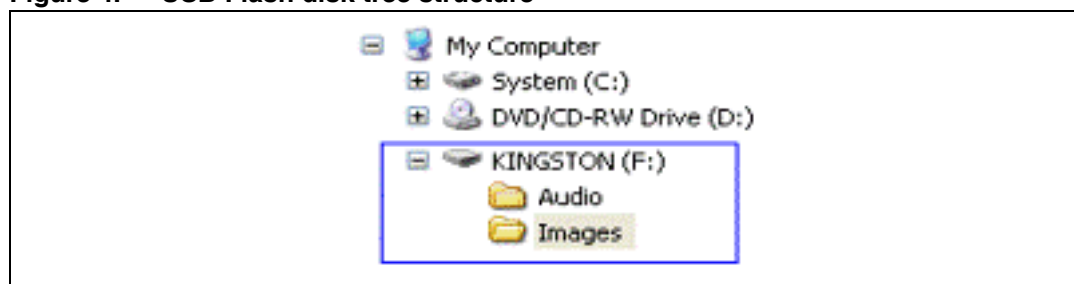 My Computer
System (C:)
DVD/CD-RW Drive (D:)
KINGSTON (F:)
Audio
Images